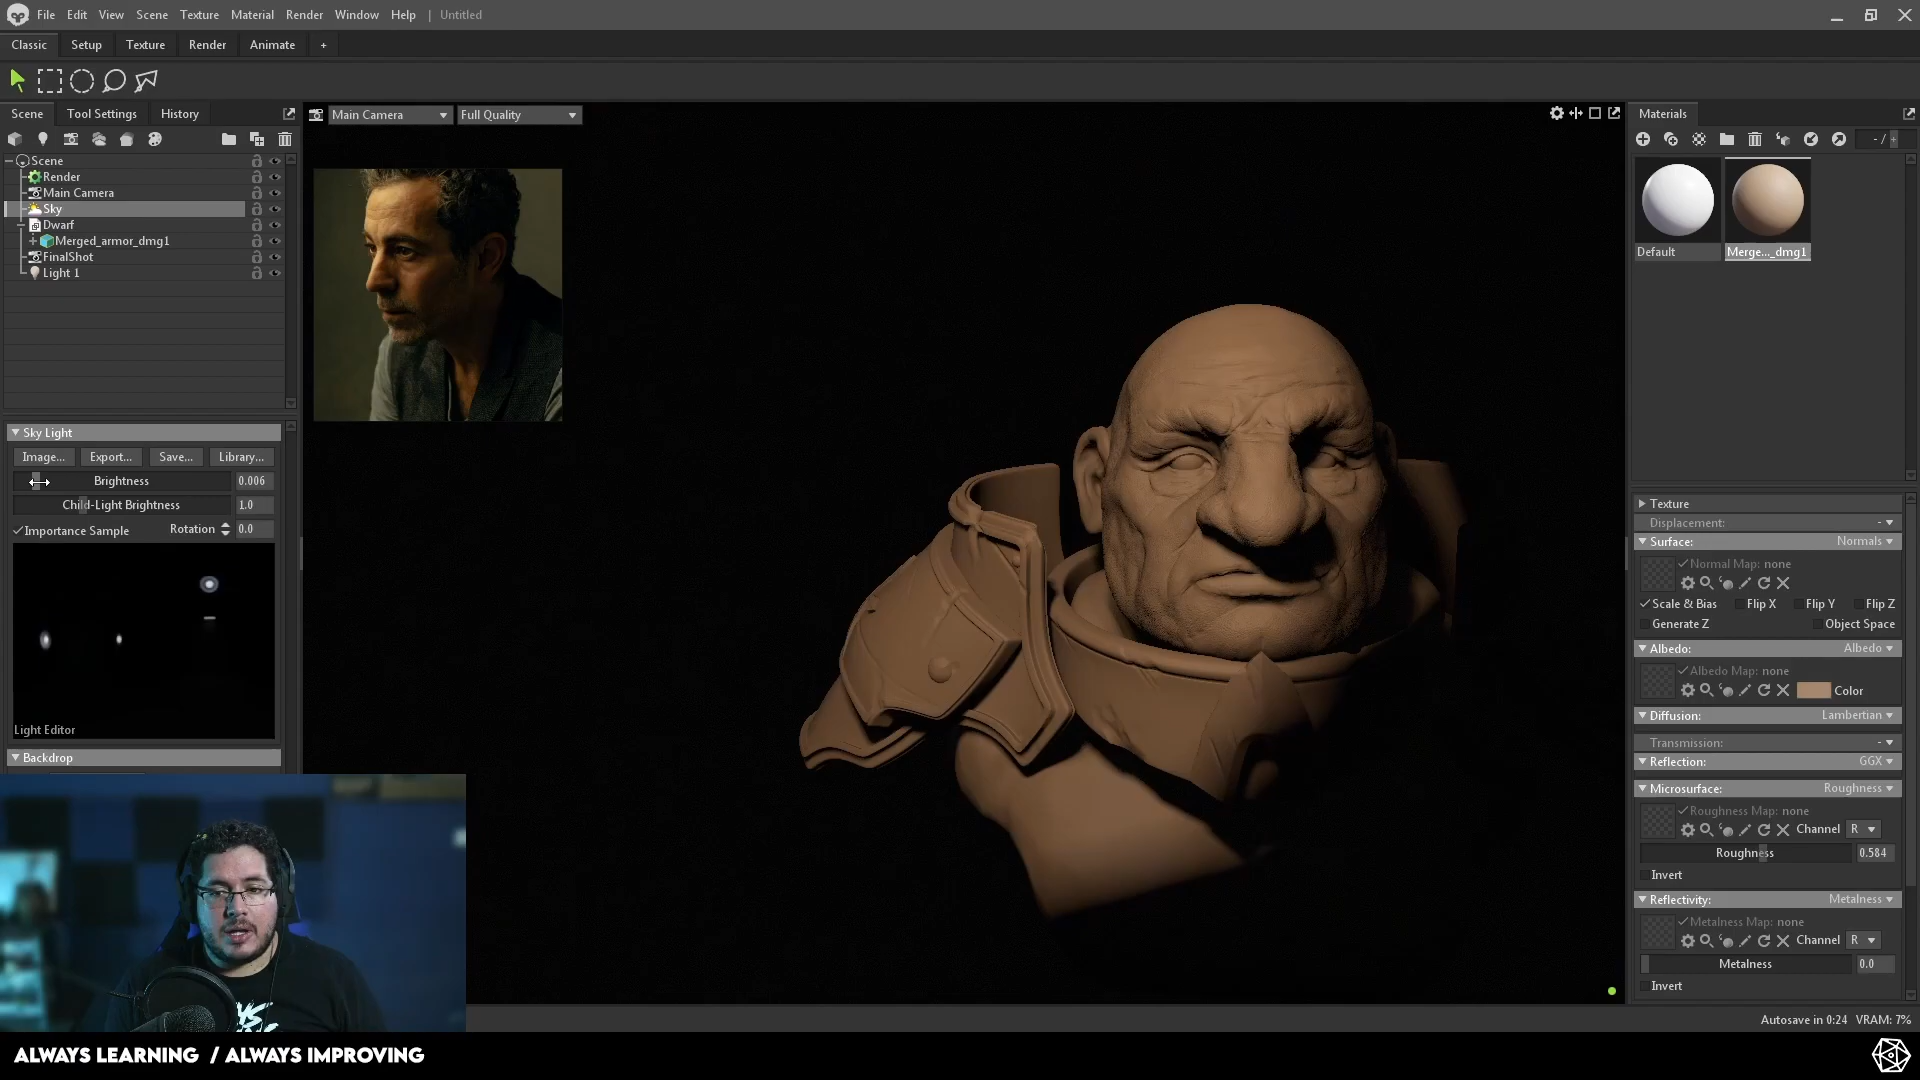 File Edit View Scene Texture Material Render Window Help | Untitled
Classic Setup Texture Render Animate +
Scene Tool Settings History
Main Camera Full Quality
Materials
- /
Scene
Render
Main Camera
Sky
Dwarf
Merged_armor_dmg1
FinalShot
Light 1
Default Merge..._dmg1
Sky Light
Image... Export... Save... Library...
Brightness 0.006
Child-Light Brightness 1.0
Importance Sample Rotation 0.0
Light Editor
Backdrop
Texture
Displacement: -
Surface: Normals
Normal Map: none
Scale & Bias Flip X Flip Y Flip Z
Generate Z Object Space
Albedo: Albedo
Albedo Map: none
Color
Diffusion: Lambertian
Transmission: -
Reflection: GGX
Microsurface: Roughness
Roughness Map: none
Channel R
Roughness 0.584
Invert
Reflectivity: Metalness
Metalness Map: none
Channel R
Metalness 0.0
Invert
Autosave in 0:24 VRAM: 7%
ALWAYS LEARNING / ALWAYS IMPROVING